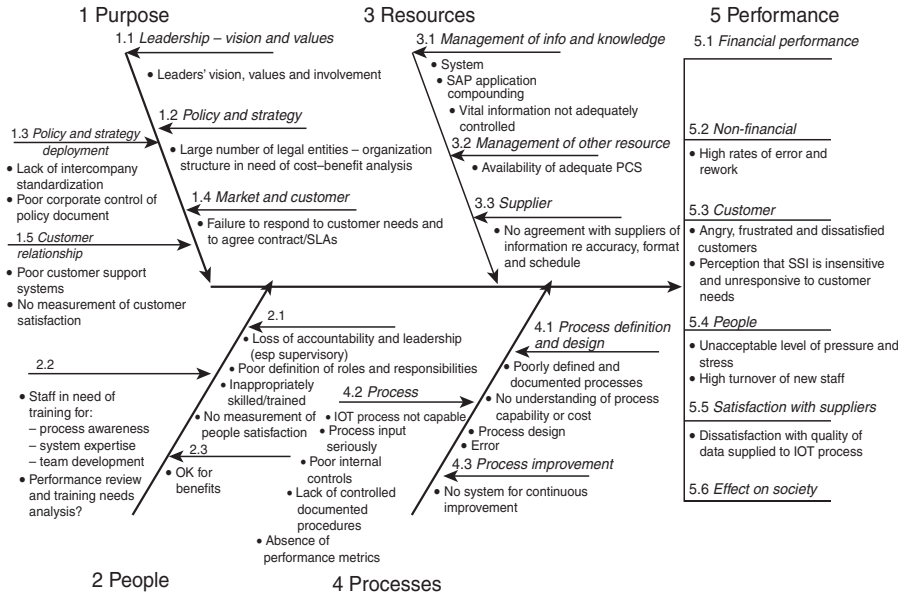 1 Purpose
1.1 Leadership – vision and values
• Leaders' vision, values and involvement
1.2 Policy and strategy
• Large number of legal entities – organization
structure in need of cost–benefit analysis
1.3 Policy and strategy
deployment
• Lack of intercompany
standardization
• Poor corporate control of
policy document
1.4 Market and customer
• Failure to respond to customer needs and
to agree contract/SLAs
1.5 Customer
relationship
• Poor customer support
systems
• No measurement of customer
satisfaction
3 Resources
3.1 Management of info and knowledge
• System
• SAP application
compounding
• Vital information not adequately
controlled
3.2 Management of other resource
• Availability of adequate PCS
3.3 Supplier
• No agreement with suppliers of
information re accuracy, format
and schedule
5 Performance
5.1 Financial performance
5.2 Non-financial
• High rates of error and
rework
5.3 Customer
• Angry, frustrated and dissatisfied
customers
• Perception that SSI is insensitive
and unresponsive to customer
needs
5.4 People
• Unacceptable level of pressure and
stress
• High turnover of new staff
5.5 Satisfaction with suppliers
• Dissatisfaction with quality of
data supplied to IOT process
5.6 Effect on society
2.1
• Loss of accountability and leadership
(esp supervisory)
• Poor definition of roles and responsibilities
• Inappropriately
skilled/trained
• No measurement of
people satisfaction
2.2
• Staff in need of
training for:
– process awareness
– system expertise
– team development
• Performance review
and training needs
analysis?
2.3
• OK for
benefits
2 People
4.1 Process definition
and design
• Poorly defined and
documented processes
• No understanding of process
capability or cost
• Process design
• Error
4.2 Process
• IOT process not capable
• Process input
seriously
• Poor internal
controls
• Lack of controlled
documented
procedures
• Absence of
performance metrics
4.3 Process improvement
• No system for continuous
improvement
4 Processes